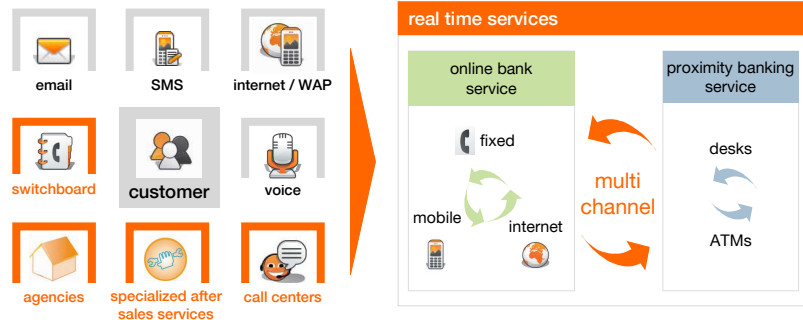 email
SMS
internet / WAP
switchboard
customer
voice
agencies
specialized after
sales services
call centers
real time services
online bank
service
fixed
mobile
internet
multi
channel
proximity banking
service
desks
ATMs